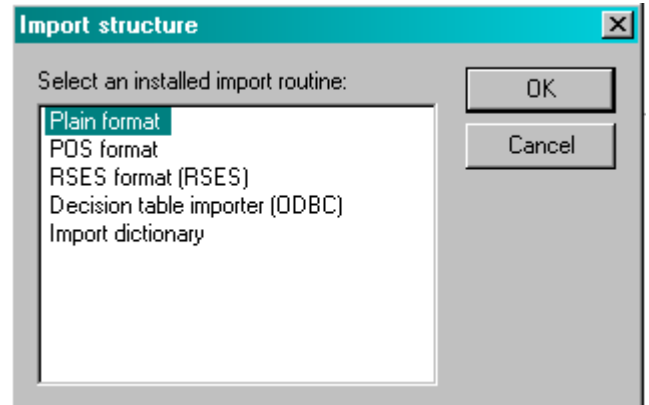 Import structure
Select an installed import routine:
OK
Plain format
Cancel
POS format
RSES format (RSES)
Decision table importer (ODBC)
Import dictionary